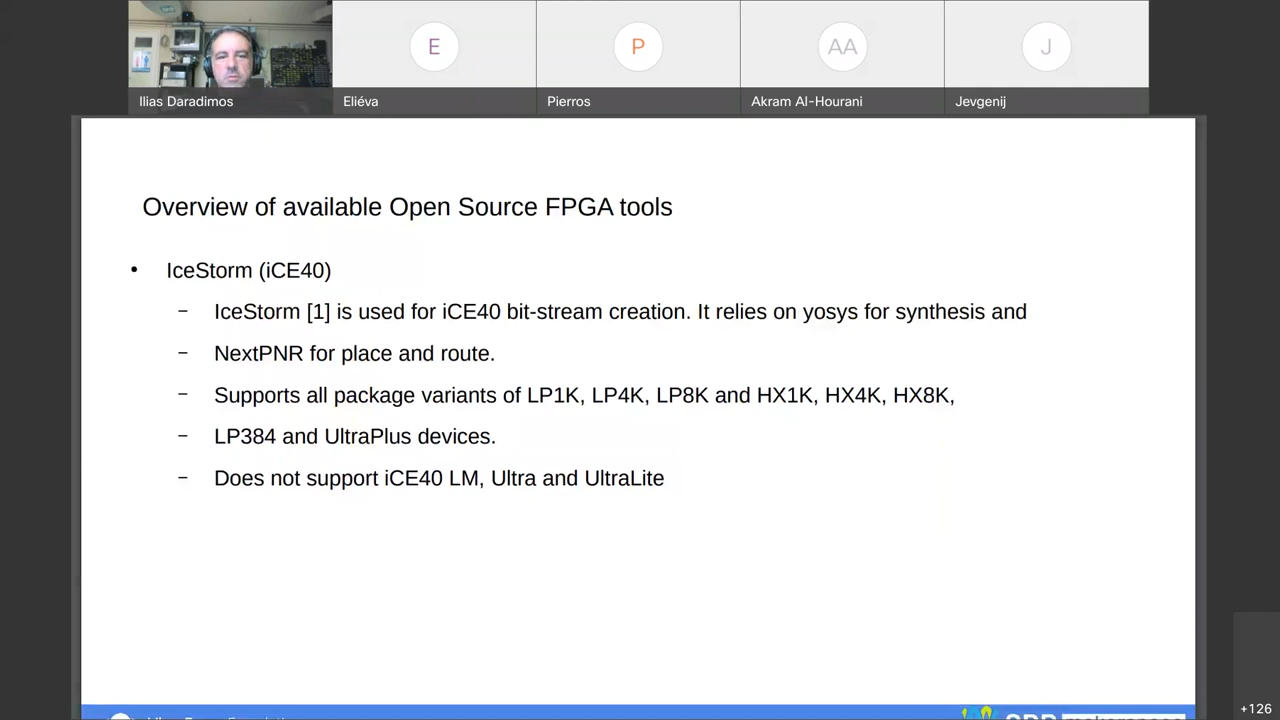 E
P
AA
J
Ilias Daradimos
Eliéva
Pierros
Akram Al-Hourani
Jevgenij
Overview of available Open Source FPGA tools
• IceStorm (iCE40)
– IceStorm [1] is used for iCE40 bit-stream creation. It relies on yosys for synthesis and
– NextPNR for place and route.
– Supports all package variants of LP1K, LP4K, LP8K and HX1K, HX4K, HX8K,
– LP384 and UltraPlus devices.
– Does not support iCE40 LM, Ultra and UltraLite
+126